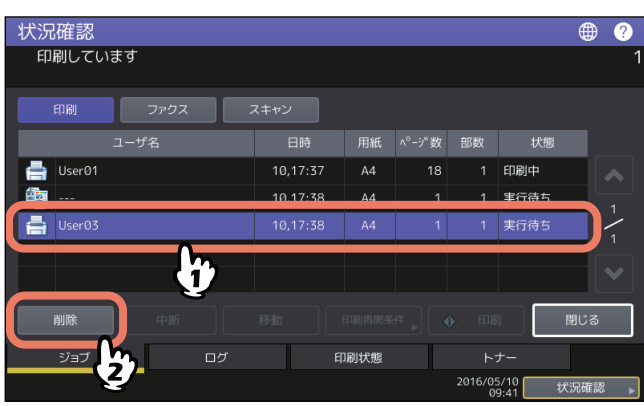 状況確認
?
印刷しています
1
印刷 ファクス スキャン
ユーザ名 日時 用紙 ページ数 部数 状態
User01 10,17:37 A4 18 1 印刷中
--- 10,17:38 A4 1 1 実行待ち
User03 10,17:38 A4 1 1 実行待ち
1
1
1
削除 中断 移動 印刷再開条件 印刷 閉じる
2
ジョブ ログ 印刷状態 トナー
2016/05/10
09:41
状況確認